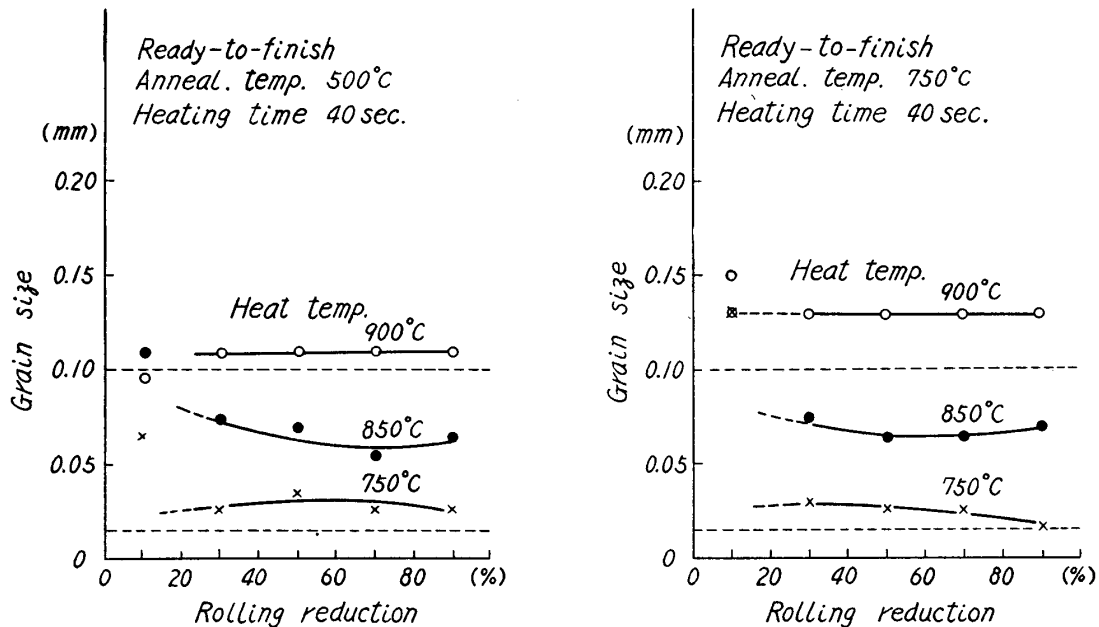 Ready-to-finish
Anneal. temp. 500°C
Heating time 40 sec.
(mm)
0.20
0.15
0.10
0.05
0
Grain size
Heat temp.
900°C
850°C
750°C
0 20 40 60 80 (%)
Rolling reduction
Ready-to-finish
Anneal. temp. 750°C
Heating time 40 sec.
(mm)
0.20
0.15
0.10
0.05
0
Grain size
Heat temp.
900°C
850°C
750°C
0 20 40 60 80 (%)
Rolling reduction